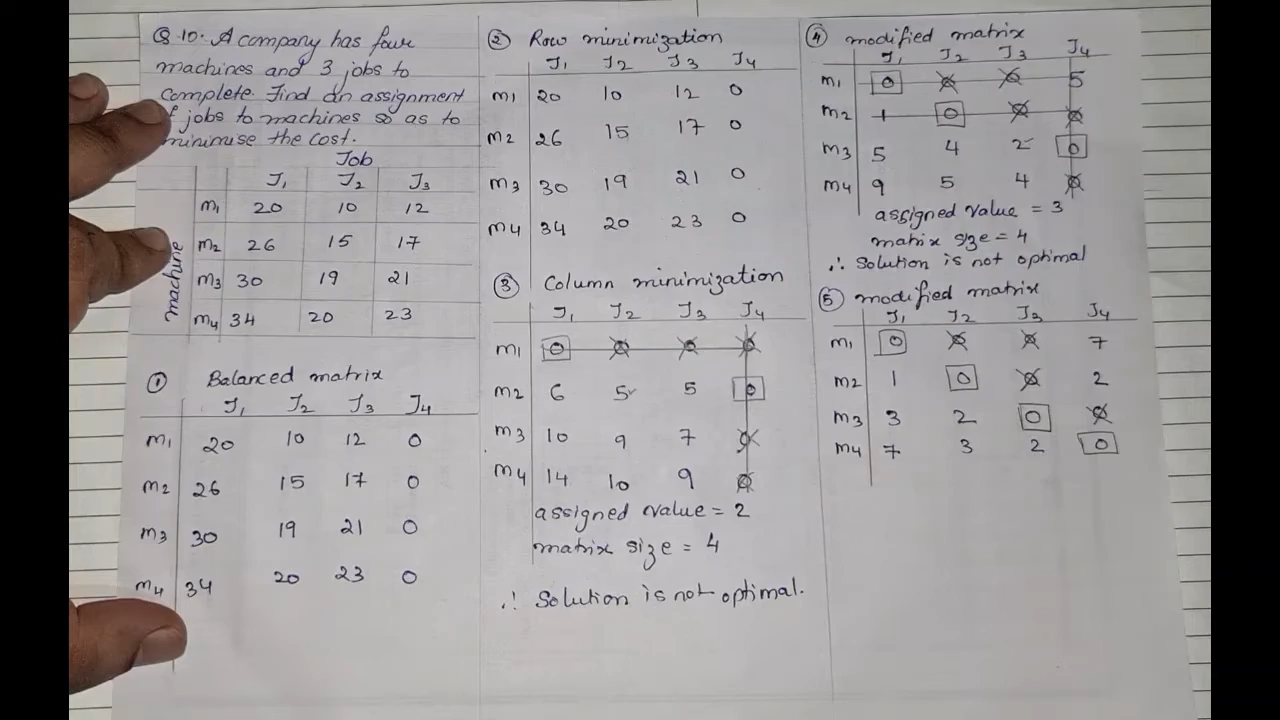 Q.10. A company has four
machines and 3 jobs to
complete. Find an assignment
f jobs to machines so as to
minimise the cost.
Job
J1 J2 J3
machine
m1 20 10 12
m2 26 15 17
m3 30 19 21
m4 34 20 23
① Balanced matrix
J1 J2 J3 J4
m1 20 10 12 0
m2 26 15 17 0
m3 30 19 21 0
m4 34 20 23 0
② Row minimization
J1 J2 J3 J4
m1 20 10 12 0
m2 26 15 17 0
m3 30 19 21 0
m4 34 20 23 0
③ Column minimization
J1 J2 J3 J4
m1 0 0 0 0
m2 6 5 5 0
m3 10 9 7 0
m4 14 10 9 0
assigned value = 2
matrix size = 4
∴ Solution is not optimal.
④ modified matrix
J1 J2 J3 J4
m1 0 0 0 5
m2 1 0 0 0
m3 5 4 2 0
m4 9 5 4 0
assigned value = 3
matrix size = 4
∴ Solution is not optimal
⑤ modified matrix
J1 J2 J3 J4
m1 0 0 0 7
m2 1 0 0 2
m3 3 2 0 0
m4 7 3 2 0